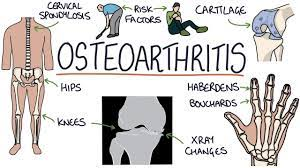 CERVICAL
SPONDYLOSIS
RISK
FACTORS
CARTILAGE
OSTEOARTHRITIS
HIPS
HABERDENS
BOUCHARDS
KNEES
XRAY
CHANGES